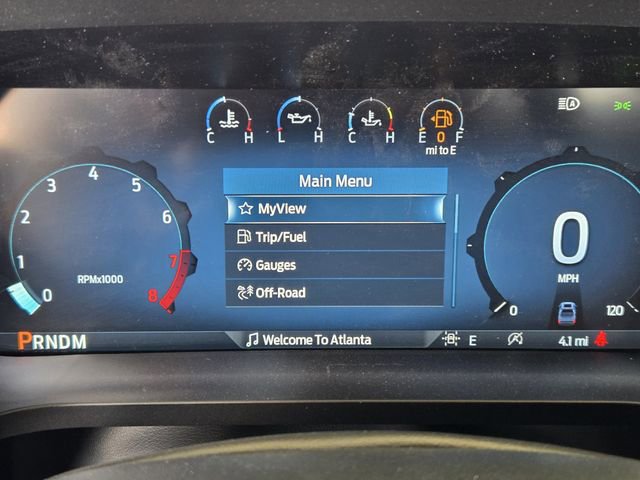 C H
L H
C H
E F
0
mi to E
Main Menu
MyView
Trip/Fuel
Gauges
Off-Road
0 1 2 3 4 5 6 7 8
RPMx1000
0
MPH
0 120
PRNDM
Welcome To Atlanta
E
4.1 mi